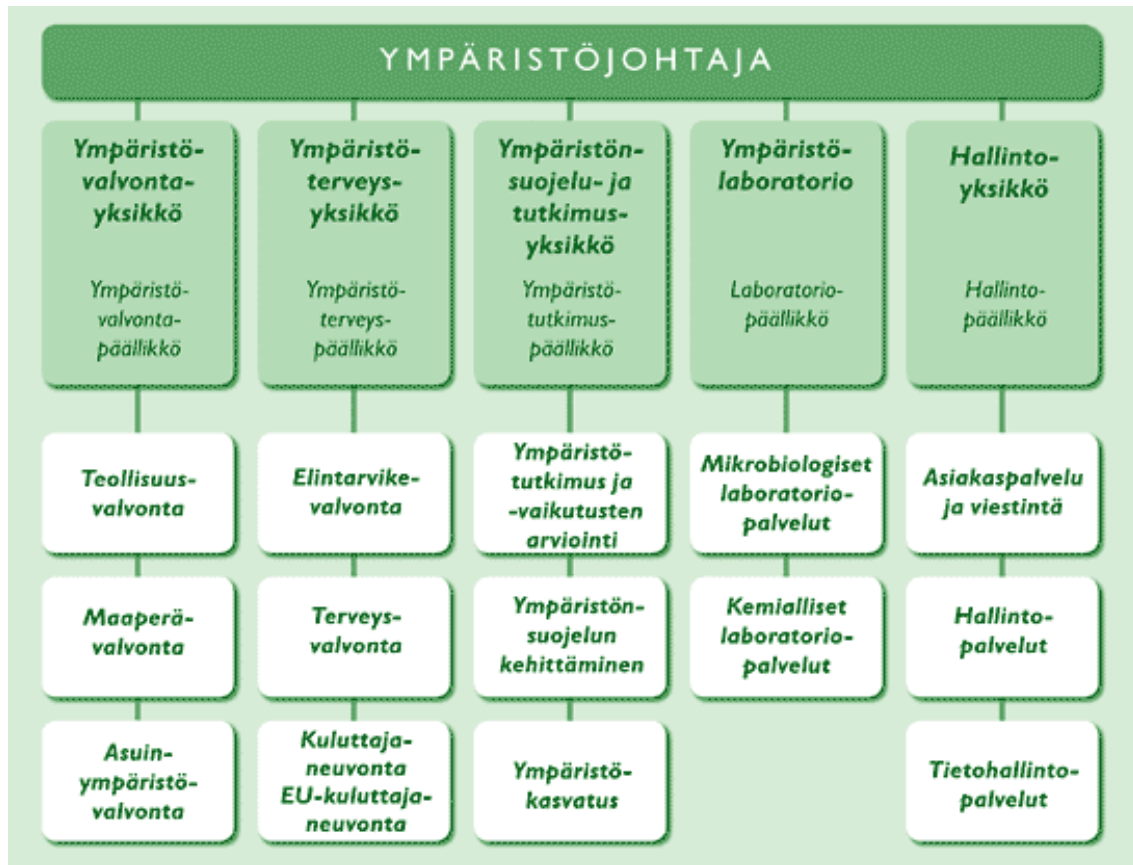 YMPÄRISTÖJOHTAJA
Ympäristö-
valvonta-
yksikkö
Ympäristö-
valvonta-
päällikkö
Ympäristö-
terveys-
yksikkö
Ympäristö-
terveys-
päällikkö
Ympäristön-
suojelu- ja
tutkimus-
yksikkö
Ympäristö-
tutkimus-
päällikkö
Ympäristö-
laboratorio
Laboratorio-
päällikkö
Hallinto-
yksikkö
Hallinto-
päällikkö
Teollisuus-
valvonta
Elintarvike-
valvonta
Ympäristö-
tutkimus ja
-vaikutusten
arviointi
Mikrobiologiset
laboratorio-
palvelut
Asiakaspalvelu
ja viestintä
Maaperä-
valvonta
Terveys-
valvonta
Ympäristön-
suojelun
kehittäminen
Kemialliset
laboratorio-
palvelut
Hallinto-
palvelut
Asuin-
ympäristö-
valvonta
Kuluttaja-
neuvonta
EU-kuluttaja-
neuvonta
Ympäristö-
kasvatus
Tietohallinto-
palvelut